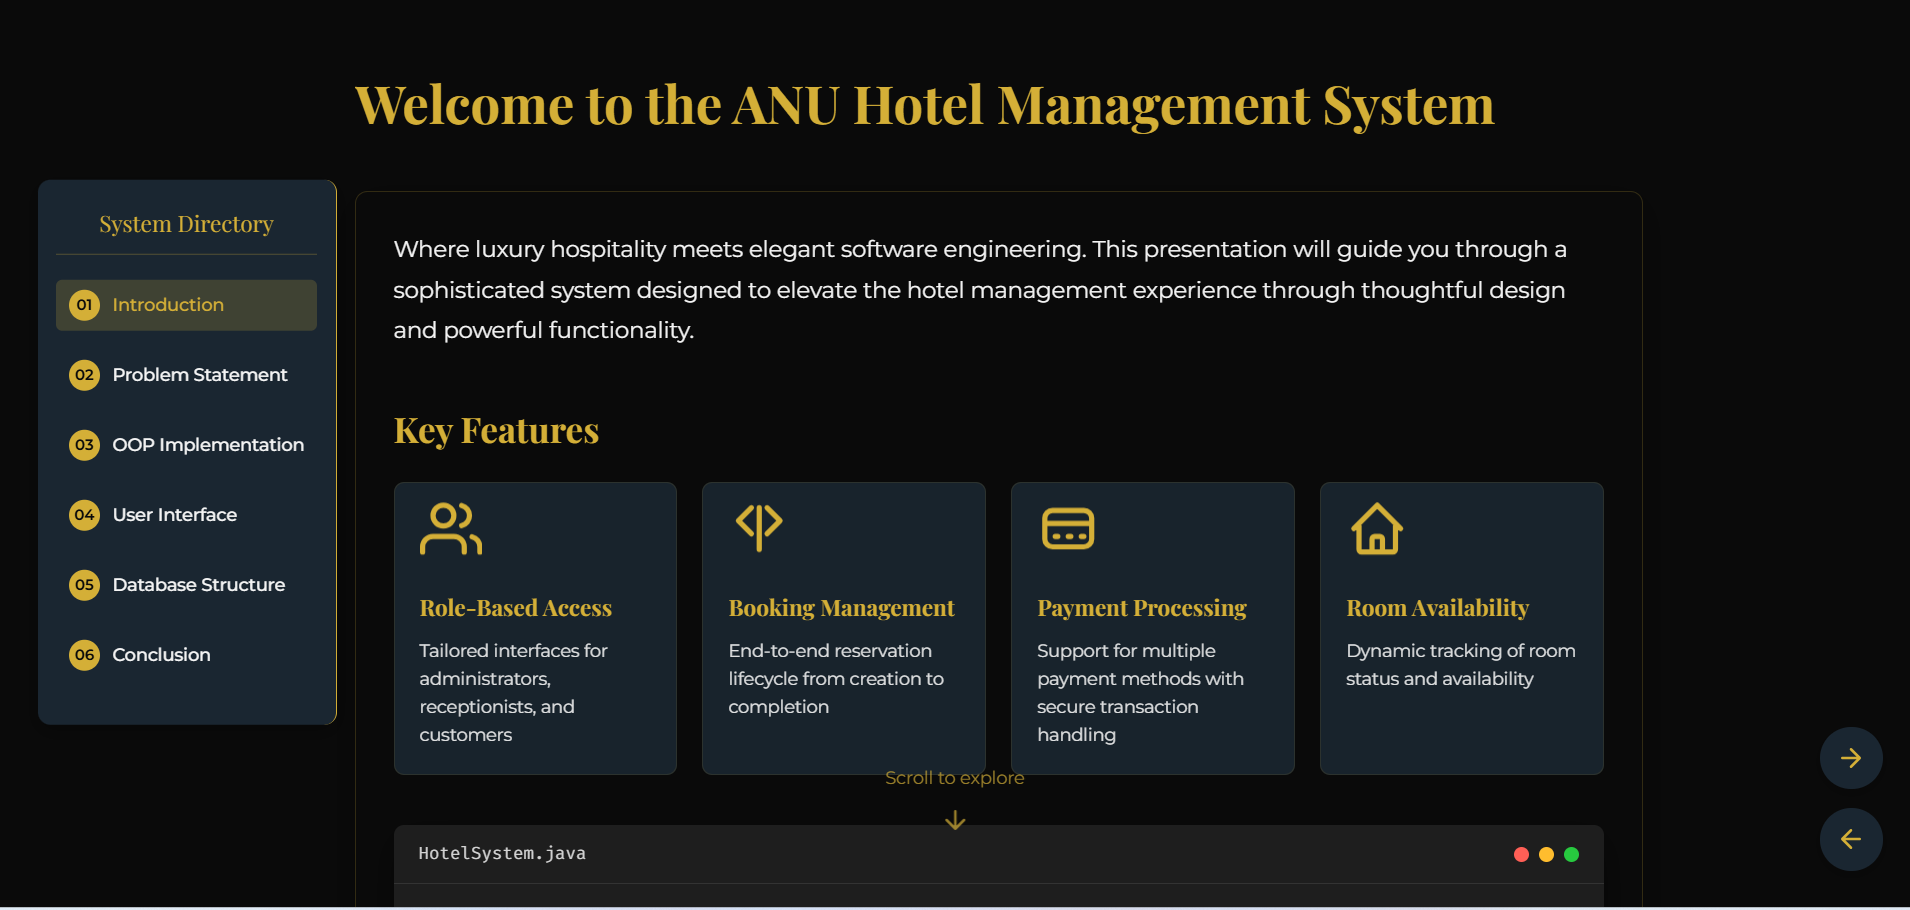 Welcome to the ANU Hotel Management System
System Directory
01 Introduction
02 Problem Statement
03 OOP Implementation
04 User Interface
05 Database Structure
06 Conclusion
Where luxury hospitality meets elegant software engineering. This presentation will guide you through a
sophisticated system designed to elevate the hotel management experience through thoughtful design
and powerful functionality.
Key Features
Role-Based Access
Tailored interfaces for
administrators,
receptionists, and
customers
Booking Management
End-to-end reservation
lifecycle from creation to
completion
Payment Processing
Support for multiple
payment methods with
secure transaction
handling
Room Availability
Dynamic tracking of room
status and availability
Scroll to explore
HotelSystem.java